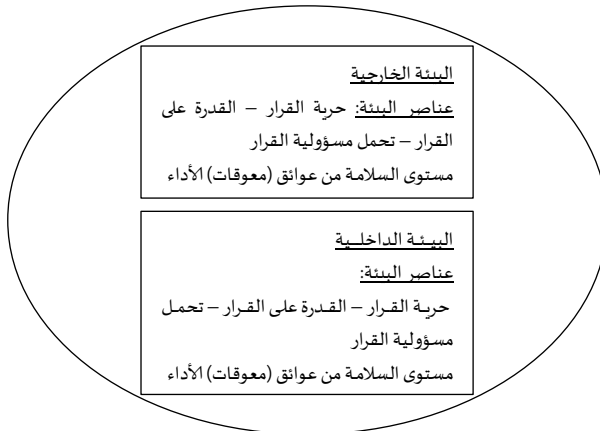 البيئة الخارجية
عناصر البيئة: حرية القرار – القدرة على
القرار – تحمل مسؤولية القرار
مستوى السلامة من عوائق (معوقات) الأداء
البيئة الداخلية
عناصر البيئة:
حرية القرار – القدرة على القرار – تحمل
مسؤولية القرار
مستوى السلامة من عوائق (معوقات) الأداء